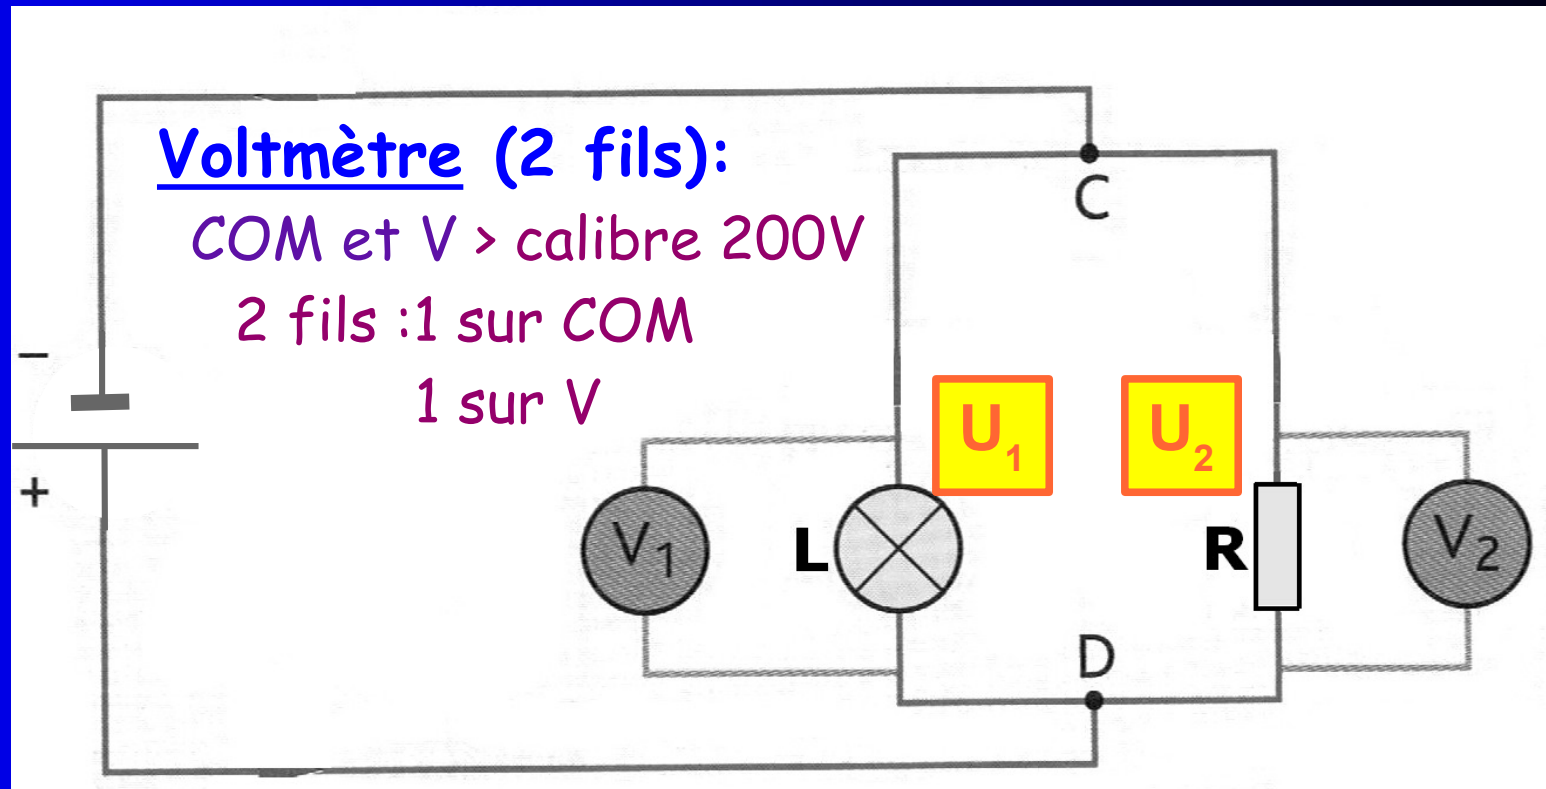 Voltmètre (2 fils):
COM et V > calibre 200V
2 fils :1 sur COM
1 sur V
C
−
+
U1
U2
V1
L
R
V2
D